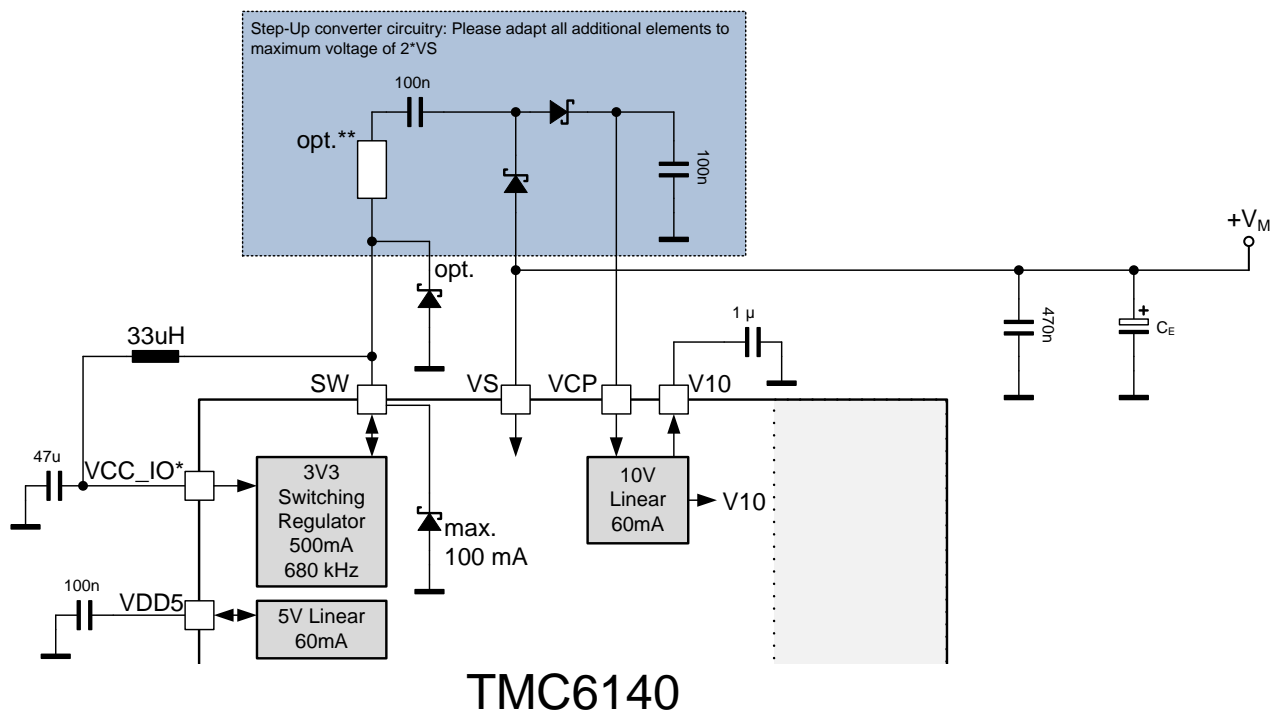 Step-Up converter circuitry: Please adapt all additional elements to
maximum voltage of 2*VS
100n
opt.**
100n
+VM
opt.
1 µ
470n
+
CE
33uH
SW
VS
VCP
V10
47u
VCC_IO*
3V3
Switching
Regulator
500mA
680 kHz
10V
Linear
60mA
V10
max.
100 mA
100n
VDD5
5V Linear
60mA
TMC6140